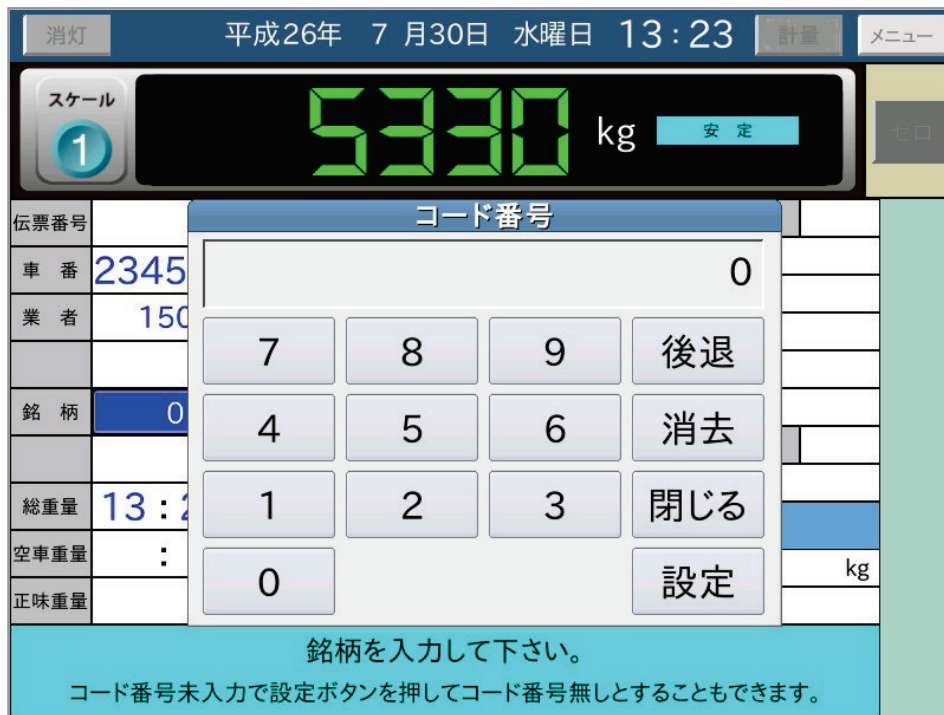 消灯 平成26年 7月30日 水曜日 13:23 計量 メニュー
スケール
1
5330 kg 安定
ゼロ
コード番号
0
伝票番号
車番 2345
業者 150
銘柄 0
総重量 13:2
空車重量 :
正味重量
7 8 9 後退
4 5 6 消去
1 2 3 閉じる
0 設定
kg
銘柄を入力して下さい。
コード番号未入力で設定ボタンを押してコード番号無しとすることもできます。